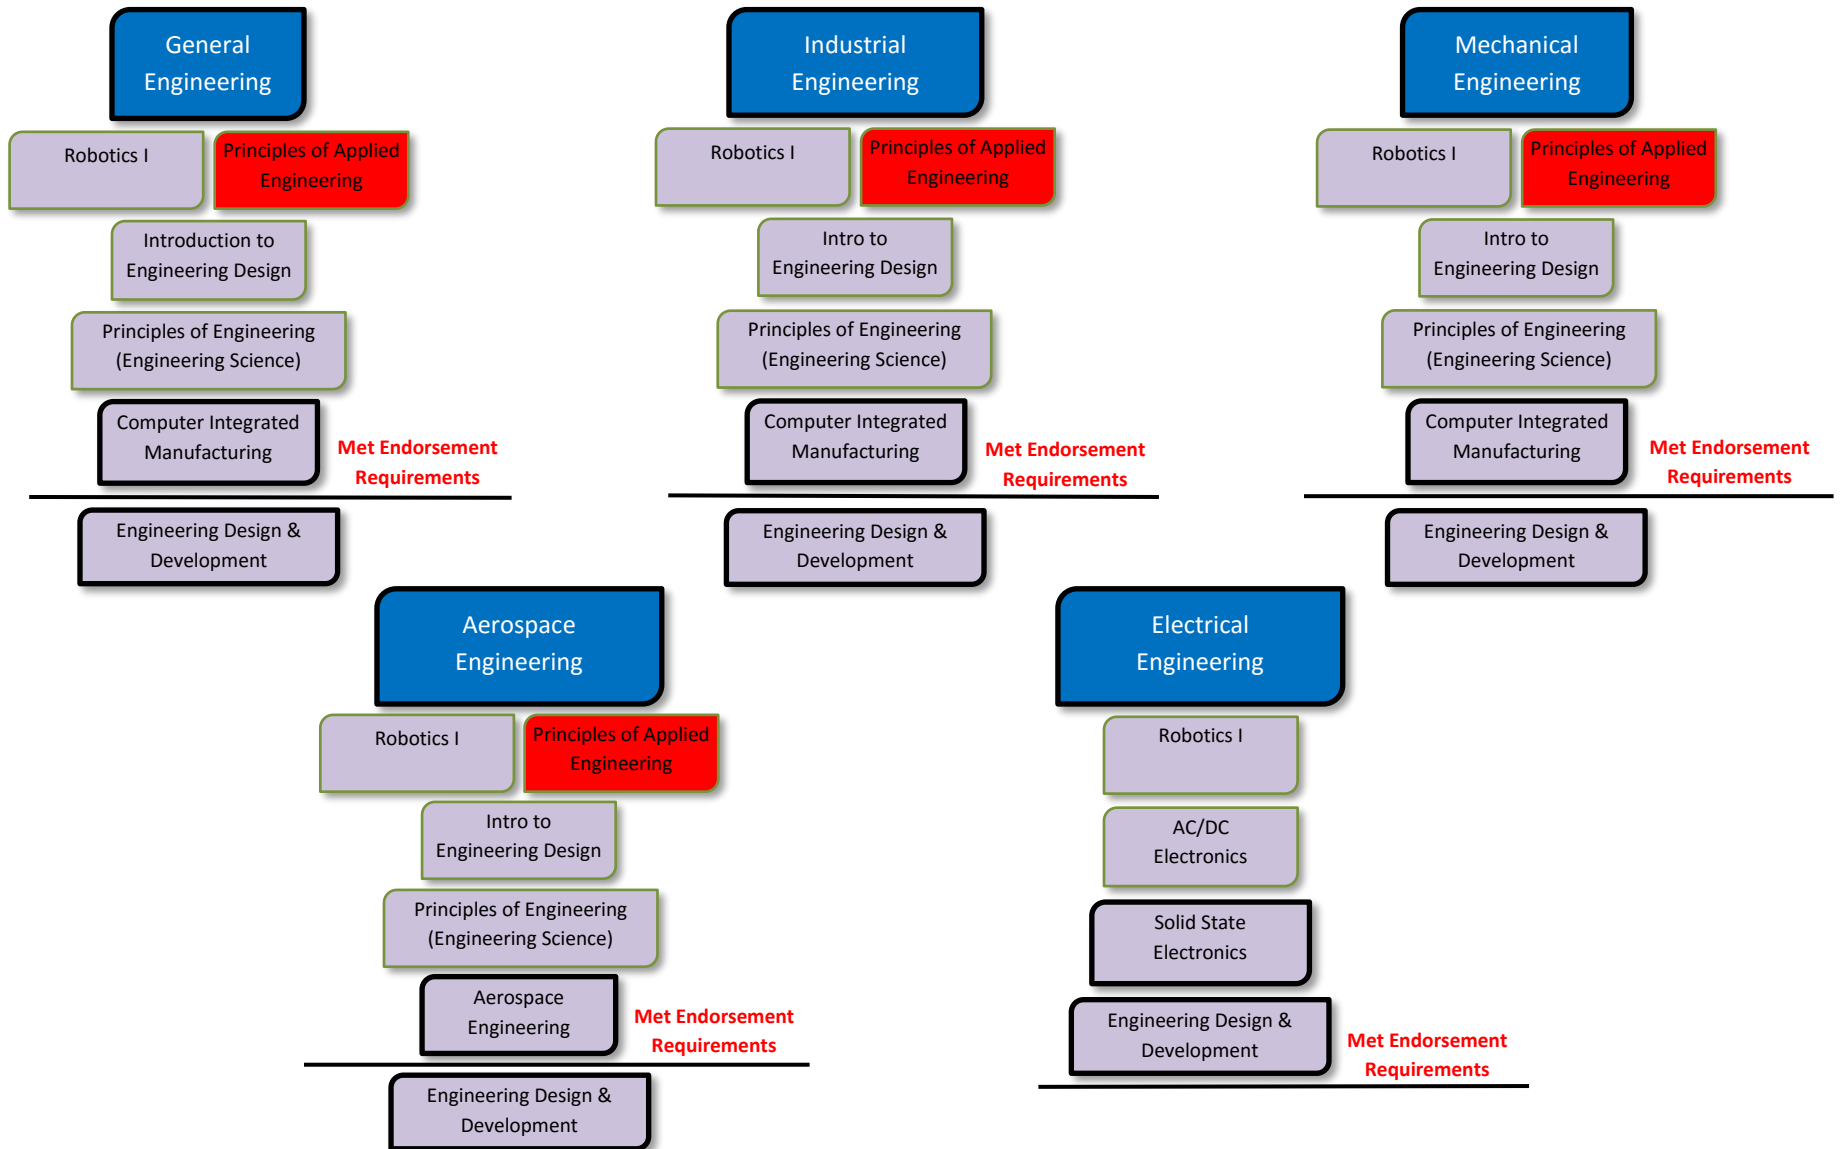 General
Engineering
Robotics I
Principles of Applied
Engineering
Introduction to
Engineering Design
Principles of Engineering
(Engineering Science)
Computer Integrated
Manufacturing
Met Endorsement
Requirements
Engineering Design &
Development
Industrial
Engineering
Robotics I
Principles of Applied
Engineering
Intro to
Engineering Design
Principles of Engineering
(Engineering Science)
Computer Integrated
Manufacturing
Met Endorsement
Requirements
Engineering Design &
Development
Mechanical
Engineering
Robotics I
Principles of Applied
Engineering
Intro to
Engineering Design
Principles of Engineering
(Engineering Science)
Computer Integrated
Manufacturing
Met Endorsement
Requirements
Engineering Design &
Development
Aerospace
Engineering
Robotics I
Principles of Applied
Engineering
Intro to
Engineering Design
Principles of Engineering
(Engineering Science)
Aerospace
Engineering
Met Endorsement
Requirements
Engineering Design &
Development
Electrical
Engineering
Robotics I
AC/DC
Electronics
Solid State
Electronics
Engineering Design &
Development
Met Endorsement
Requirements